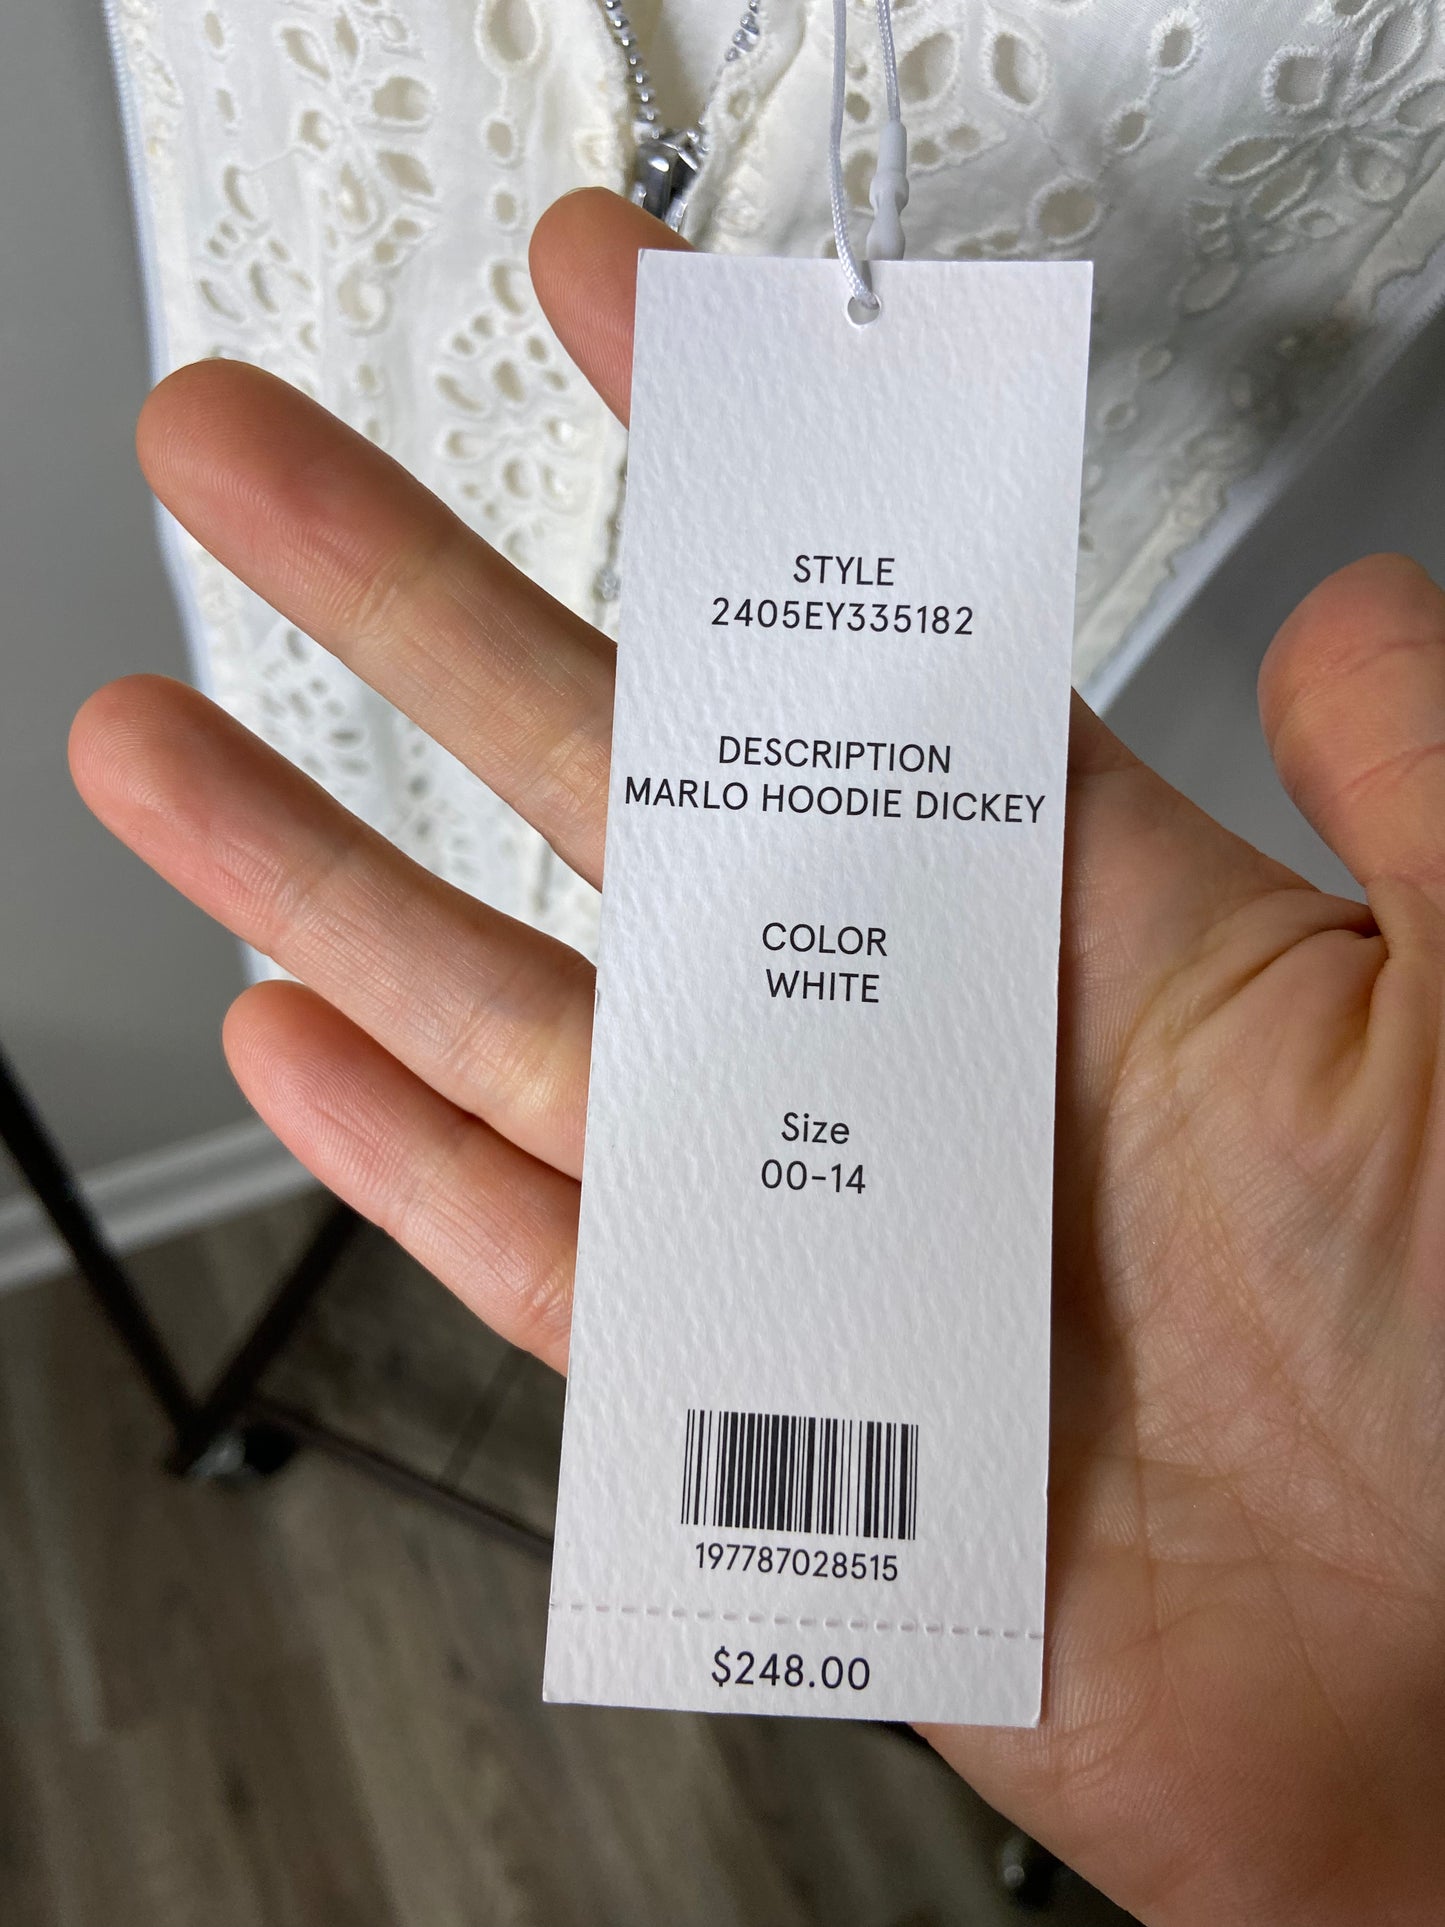 STYLE
2405EY335182
DESCRIPTION
MARLO HOODIE DICKEY
COLOR
WHITE
Size
00-14
197787028515
$248.00